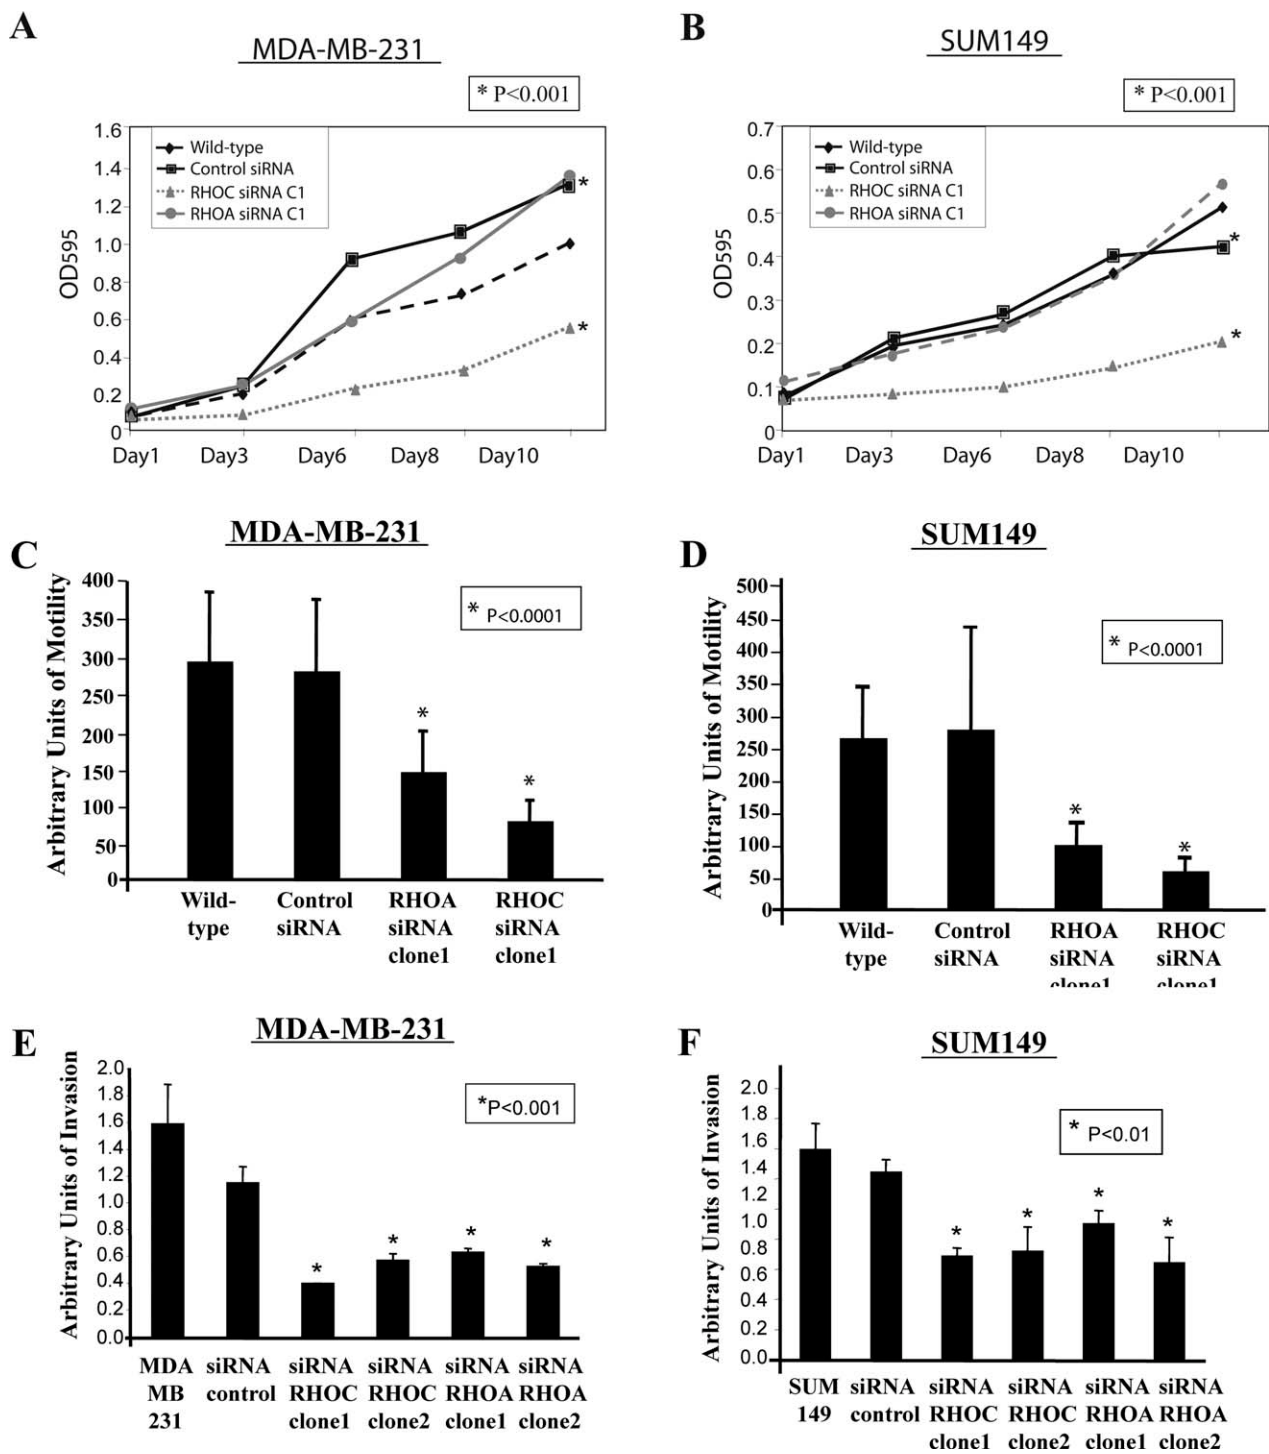 A
MDA-MB-231
* P<0.001
OD595
1.6
1.4
1.2
1.0
0.8
0.6
0.4
0.2
0
Wild-type
Control siRNA
RHOC siRNA C1
RHOA siRNA C1
*
*
Day1 Day3 Day6 Day8 Day10
B
SUM149
* P<0.001
OD595
0.7
0.6
0.5
0.4
0.3
0.2
0.1
0
Wild-type
Control siRNA
RHOC siRNA C1
RHOA siRNA C1
*
*
Day1 Day3 Day6 Day8 Day10
C
MDA-MB-231
* P<0.0001
Arbitrary Units of Motility
400
350
300
250
200
150
100
50
0
*
*
Wild-
type
Control
siRNA
RHOA
siRNA
clone1
RHOC
siRNA
clone1
D
SUM149
* P<0.0001
Arbitrary Units of Motility
500
450
400
350
300
250
200
150
100
50
0
*
*
Wild-
type
Control
siRNA
RHOA
siRNA
clone1
RHOC
siRNA
clone1
E
MDA-MB-231
*P<0.001
Arbitrary Units of Invasion
2.0
1.8
1.6
1.4
1.2
1.0
0.8
0.6
0.4
0.2
0.0
*
*
*
*
MDA
MB
231
siRNA
control
siRNA
RHOC
clone1
siRNA
RHOC
clone2
siRNA
RHOA
clone1
siRNA
RHOA
clone2
F
SUM149
* P<0.01
Arbitrary Units of Invasion
2.0
1.8
1.6
1.4
1.2
1.0
0.8
0.6
0.4
0.2
0.0
*
*
*
*
SUM
149
siRNA
control
siRNA
RHOC
clone1
siRNA
RHOC
clone2
siRNA
RHOA
clone1
siRNA
RHOA
clone2